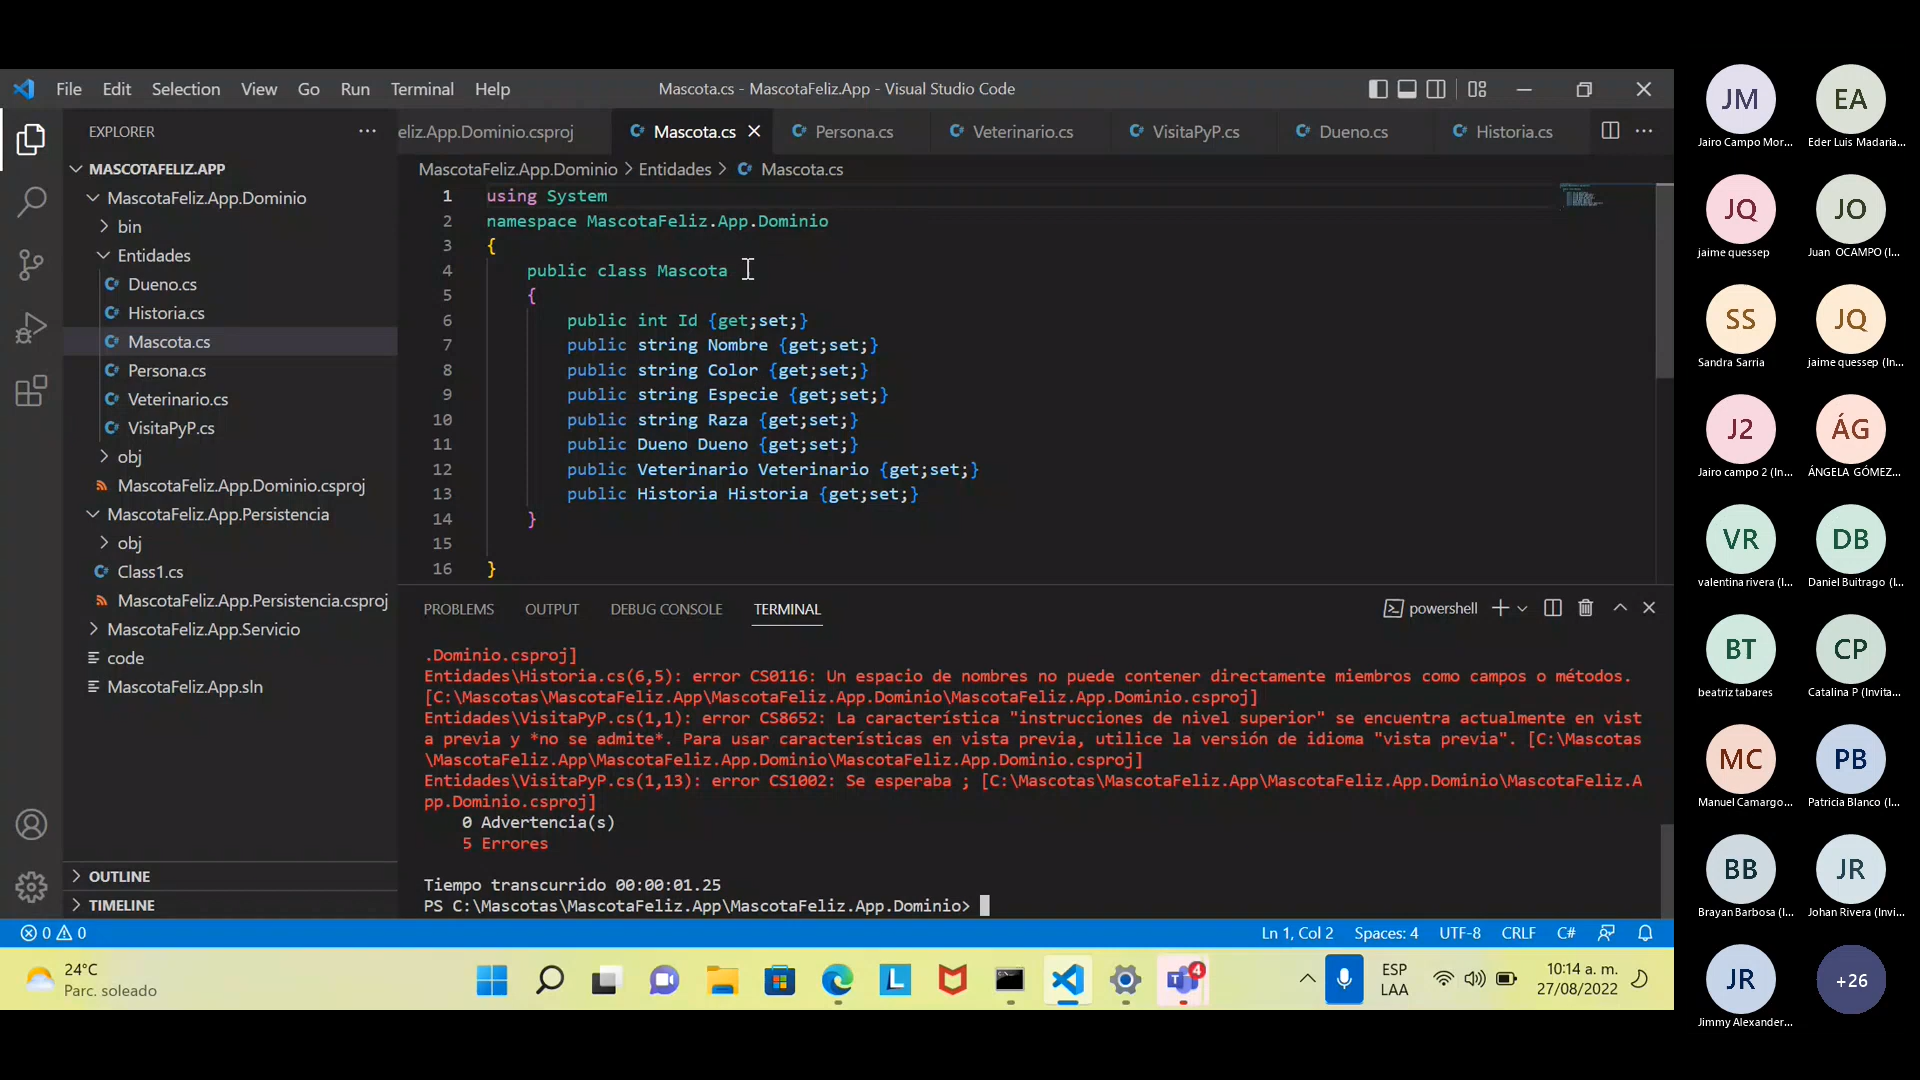 File Edit Selection View Go Run Terminal Help
Mascota.cs - MascotaFeliz.App - Visual Studio Code
EXPLORER
MASCOTAFELIZ.APP
MascotaFeliz.App.Dominio
bin
Entidades
Dueno.cs
Historia.cs
Mascota.cs
Persona.cs
Veterinario.cs
VisitaPyP.cs
obj
MascotaFeliz.App.Dominio.csproj
MascotaFeliz.App.Persistencia
obj
Class1.cs
MascotaFeliz.App.Persistencia.csproj
MascotaFeliz.App.Servicio
code
MascotaFeliz.App.sln
OUTLINE
TIMELINE
eliz.App.Dominio.csproj Mascota.cs Persona.cs Veterinario.cs VisitaPyP.cs Dueno.cs Historia.cs
MascotaFeliz.App.Dominio > Entidades > Mascota.cs
1 using System
2 namespace MascotaFeliz.App.Dominio
3 {
4 public class Mascota
5 {
6 public int Id {get;set;}
7 public string Nombre {get;set;}
8 public string Color {get;set;}
9 public string Especie {get;set;}
10 public string Raza {get;set;}
11 public Dueno Dueno {get;set;}
12 public Veterinario Veterinario {get;set;}
13 public Historia Historia {get;set;}
14 }
15
16 }
PROBLEMS OUTPUT DEBUG CONSOLE TERMINAL
powershell
.Dominio.csproj]
Entidades\Historia.cs(6,5): error CS0116: Un espacio de nombres no puede contener directamente miembros como campos o métodos.
[C:\Mascotas\MascotaFeliz.App\MascotaFeliz.App.Dominio\MascotaFeliz.App.Dominio.csproj]
Entidades\VisitaPyP.cs(1,1): error CS8652: La característica "instrucciones de nivel superior" se encuentra actualmente en vist
a previa y *no se admite*. Para usar características en vista previa, utilice la versión de idioma "vista previa". [C:\Mascotas
\MascotaFeliz.App\MascotaFeliz.App.Dominio\MascotaFeliz.App.Dominio.csproj]
Entidades\VisitaPyP.cs(1,13): error CS1002: Se esperaba ; [C:\Mascotas\MascotaFeliz.App\MascotaFeliz.App.Dominio\MascotaFeliz.A
pp.Dominio.csproj]
0 Advertencia(s)
5 Errores
Tiempo transcurrido 00:00:01.25
PS C:\Mascotas\MascotaFeliz.App\MascotaFeliz.App.Dominio>
0 0
Ln 1, Col 2 Spaces: 4 UTF-8 CRLF C#
24°C
Parc. soleado
L
4
ESP
LAA
10:14 a. m.
27/08/2022
JM EA
Jairo Campo Mor... Eder Luis Madaria...
JQ JO
jaime quessep Juan OCAMPO (I...
SS JQ
Sandra Sarria jaime quessep (In...
J2 ÁG
Jairo campo 2 (In... ÁNGELA GÓMEZ...
VR DB
valentina rivera (I... Daniel Buitrago (I...
BT CP
beatriz tabares Catalina P (Invita...
MC PB
Manuel Camargo... Patricia Blanco (I...
BB JR
Brayan Barbosa (I... Johan Rivera (Invi...
JR +26
Jimmy Alexander...